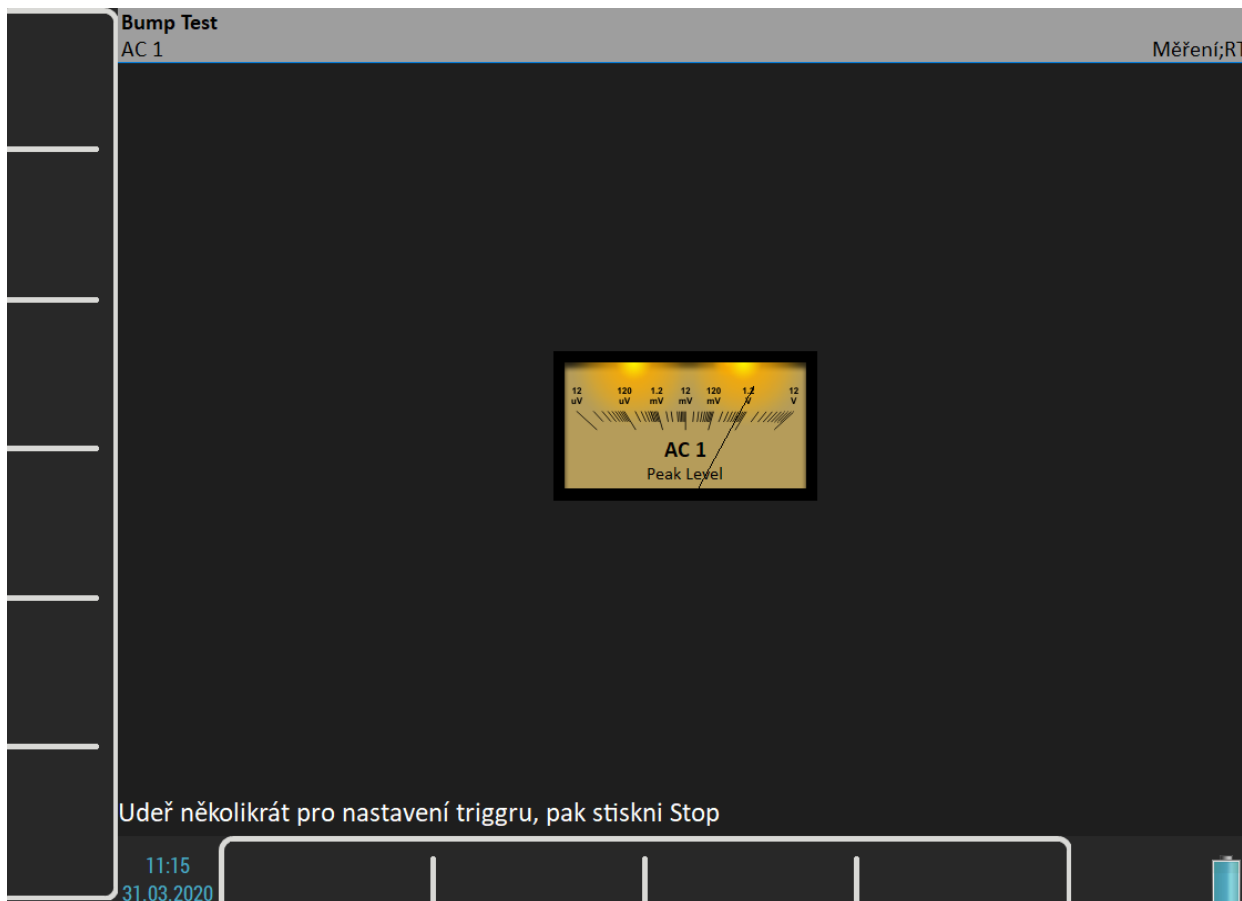 Bump Test
AC 1
Měření;RT
12 120 1.2 12 120 1.2 12
uV uV mV mV mV V V
AC 1
Peak Level
Udeř několikrát pro nastavení triggru, pak stiskni Stop
11:15
31.03.2020